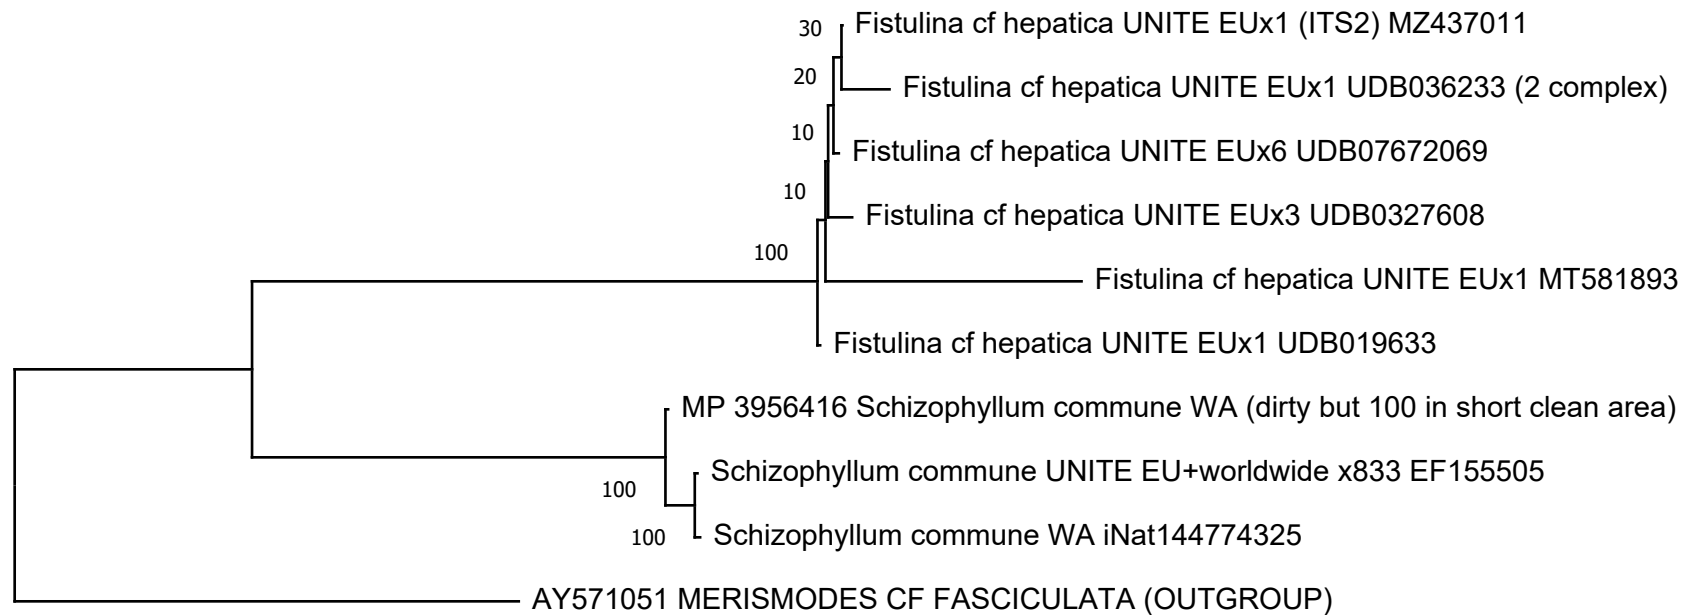 30
Fistulina cf hepatica UNITE EUx1 (ITS2) MZ437011
20
Fistulina cf hepatica UNITE EUx1 UDB036233 (2 complex)
10
Fistulina cf hepatica UNITE EUx6 UDB07672069
10
Fistulina cf hepatica UNITE EUx3 UDB0327608
100
Fistulina cf hepatica UNITE EUx1 MT581893
Fistulina cf hepatica UNITE EUx1 UDB019633
MP 3956416 Schizophyllum commune WA (dirty but 100 in short clean area)
Schizophyllum commune UNITE EU+worldwide x833 EF155505
100
Schizophyllum commune WA iNat144774325
100
AY571051 MERISMODES CF FASCICULATA (OUTGROUP)